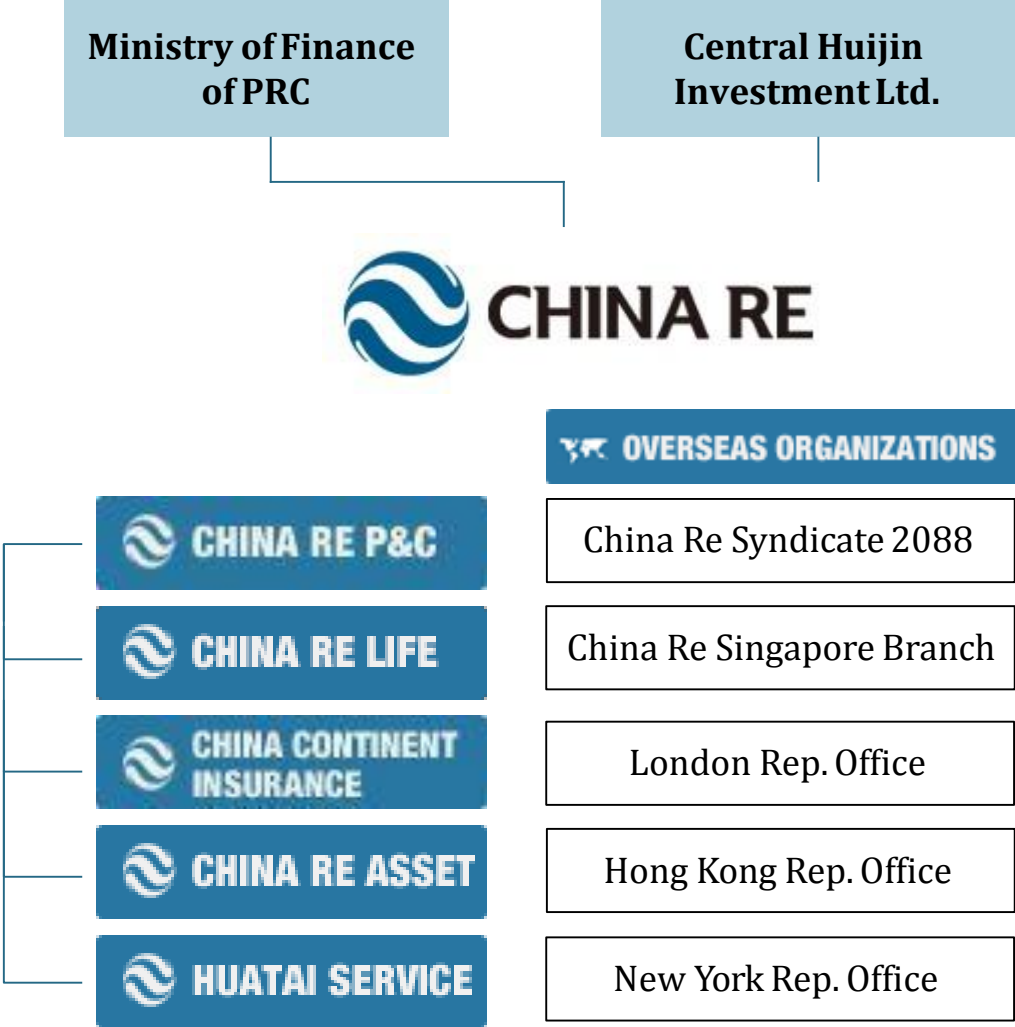 Ministry of Finance
of PRC
Central Huijin
Investment Ltd.
CHINA RE
OVERSEAS ORGANIZATIONS
CHINA RE P&C
China Re Syndicate 2088
CHINA RE LIFE
China Re Singapore Branch
CHINA CONTINENT
INSURANCE
London Rep. Office
CHINA RE ASSET
Hong Kong Rep. Office
HUATAI SERVICE
New York Rep. Office